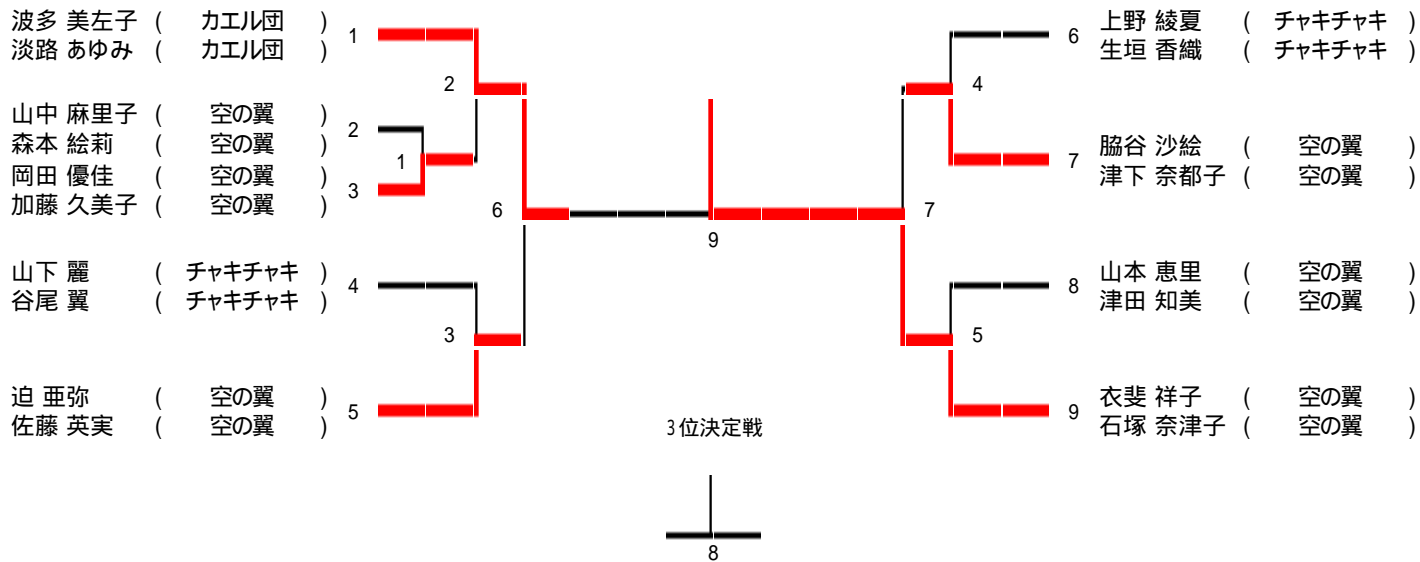 波多 美左子 ( カエル団 )
淡路 あゆみ ( カエル団 )
1
2
山中 麻里子 ( 空の翼 )
森本 絵莉 ( 空の翼 )
2
1
岡田 優佳 ( 空の翼 )
加藤 久美子 ( 空の翼 )
3
6
山下 麗 ( チャキチャキ )
谷尾 翼 ( チャキチャキ )
4
3
迫 亜弥 ( 空の翼 )
佐藤 英実 ( 空の翼 )
5
9
3位決定戦
8
6
上野 綾夏 ( チャキチャキ )
生垣 香織 ( チャキチャキ )
4
7
脇谷 沙絵 ( 空の翼 )
津下 奈都子 ( 空の翼 )
7
8
山本 恵里 ( 空の翼 )
津田 知美 ( 空の翼 )
5
9
衣斐 祥子 ( 空の翼 )
石塚 奈津子 ( 空の翼 )